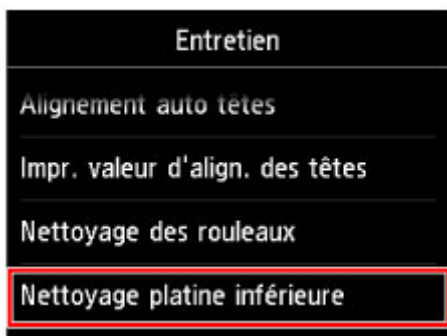 Entretien
Alignement auto têtes
Impr. valeur d'align. des têtes
Nettoyage des rouleaux
Nettoyage platine inférieure